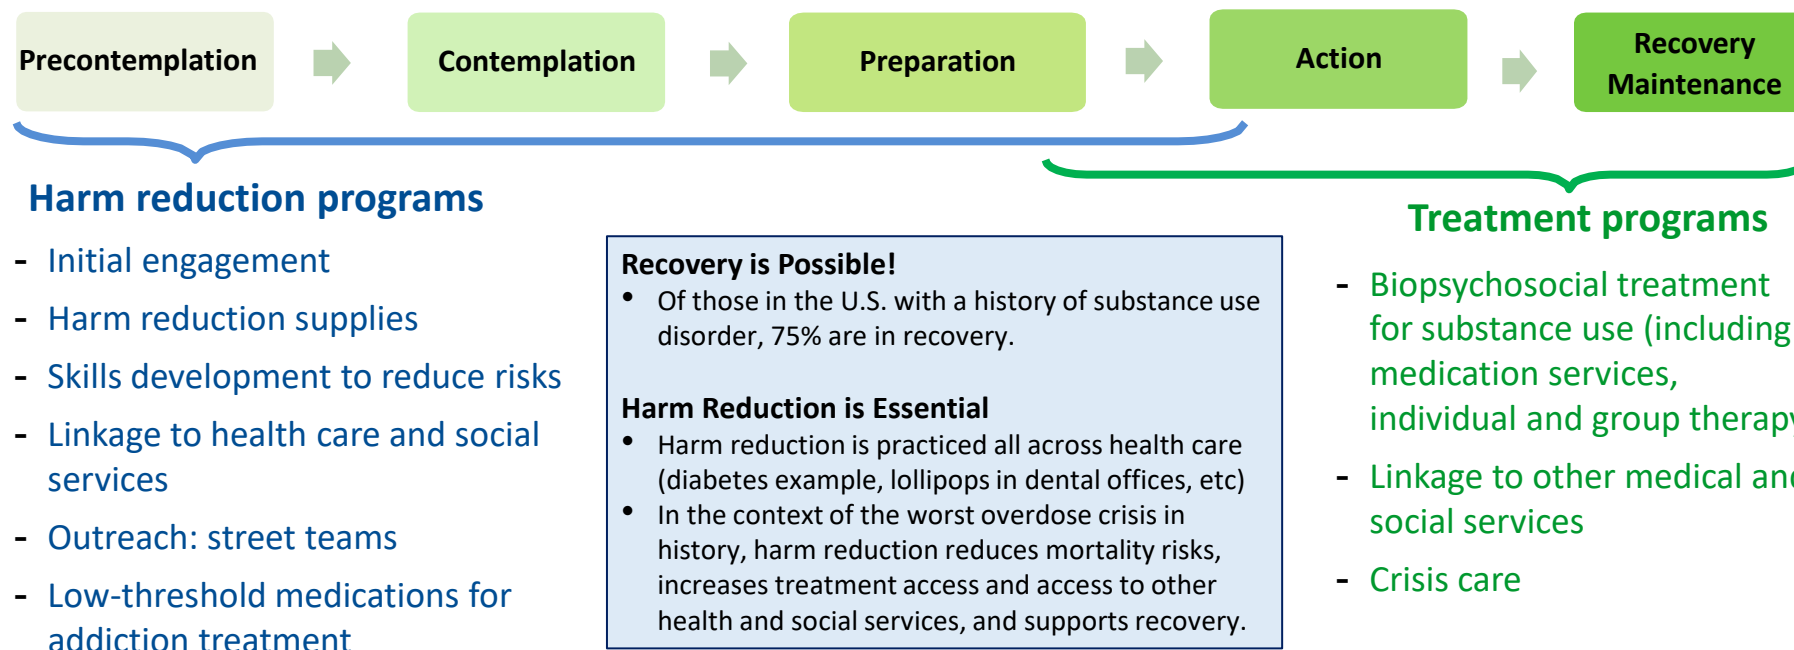 Precontemplation
Contemplation
Preparation
Action
Recovery
Maintenance
Harm reduction programs
- Initial engagement
- Harm reduction supplies
- Skills development to reduce risks
- Linkage to health care and social
services
- Outreach: street teams
- Low-threshold medications for
addiction treatment
Recovery is Possible!
• Of those in the U.S. with a history of substance use
disorder, 75% are in recovery.
Harm Reduction is Essential
• Harm reduction is practiced all across health care
(diabetes example, lollipops in dental offices, etc)
• In the context of the worst overdose crisis in
history, harm reduction reduces mortality risks,
increases treatment access and access to other
health and social services, and supports recovery.
Treatment programs
- Biopsychosocial treatment
for substance use (including
medication services,
individual and group therapy
- Linkage to other medical and
social services
- Crisis care